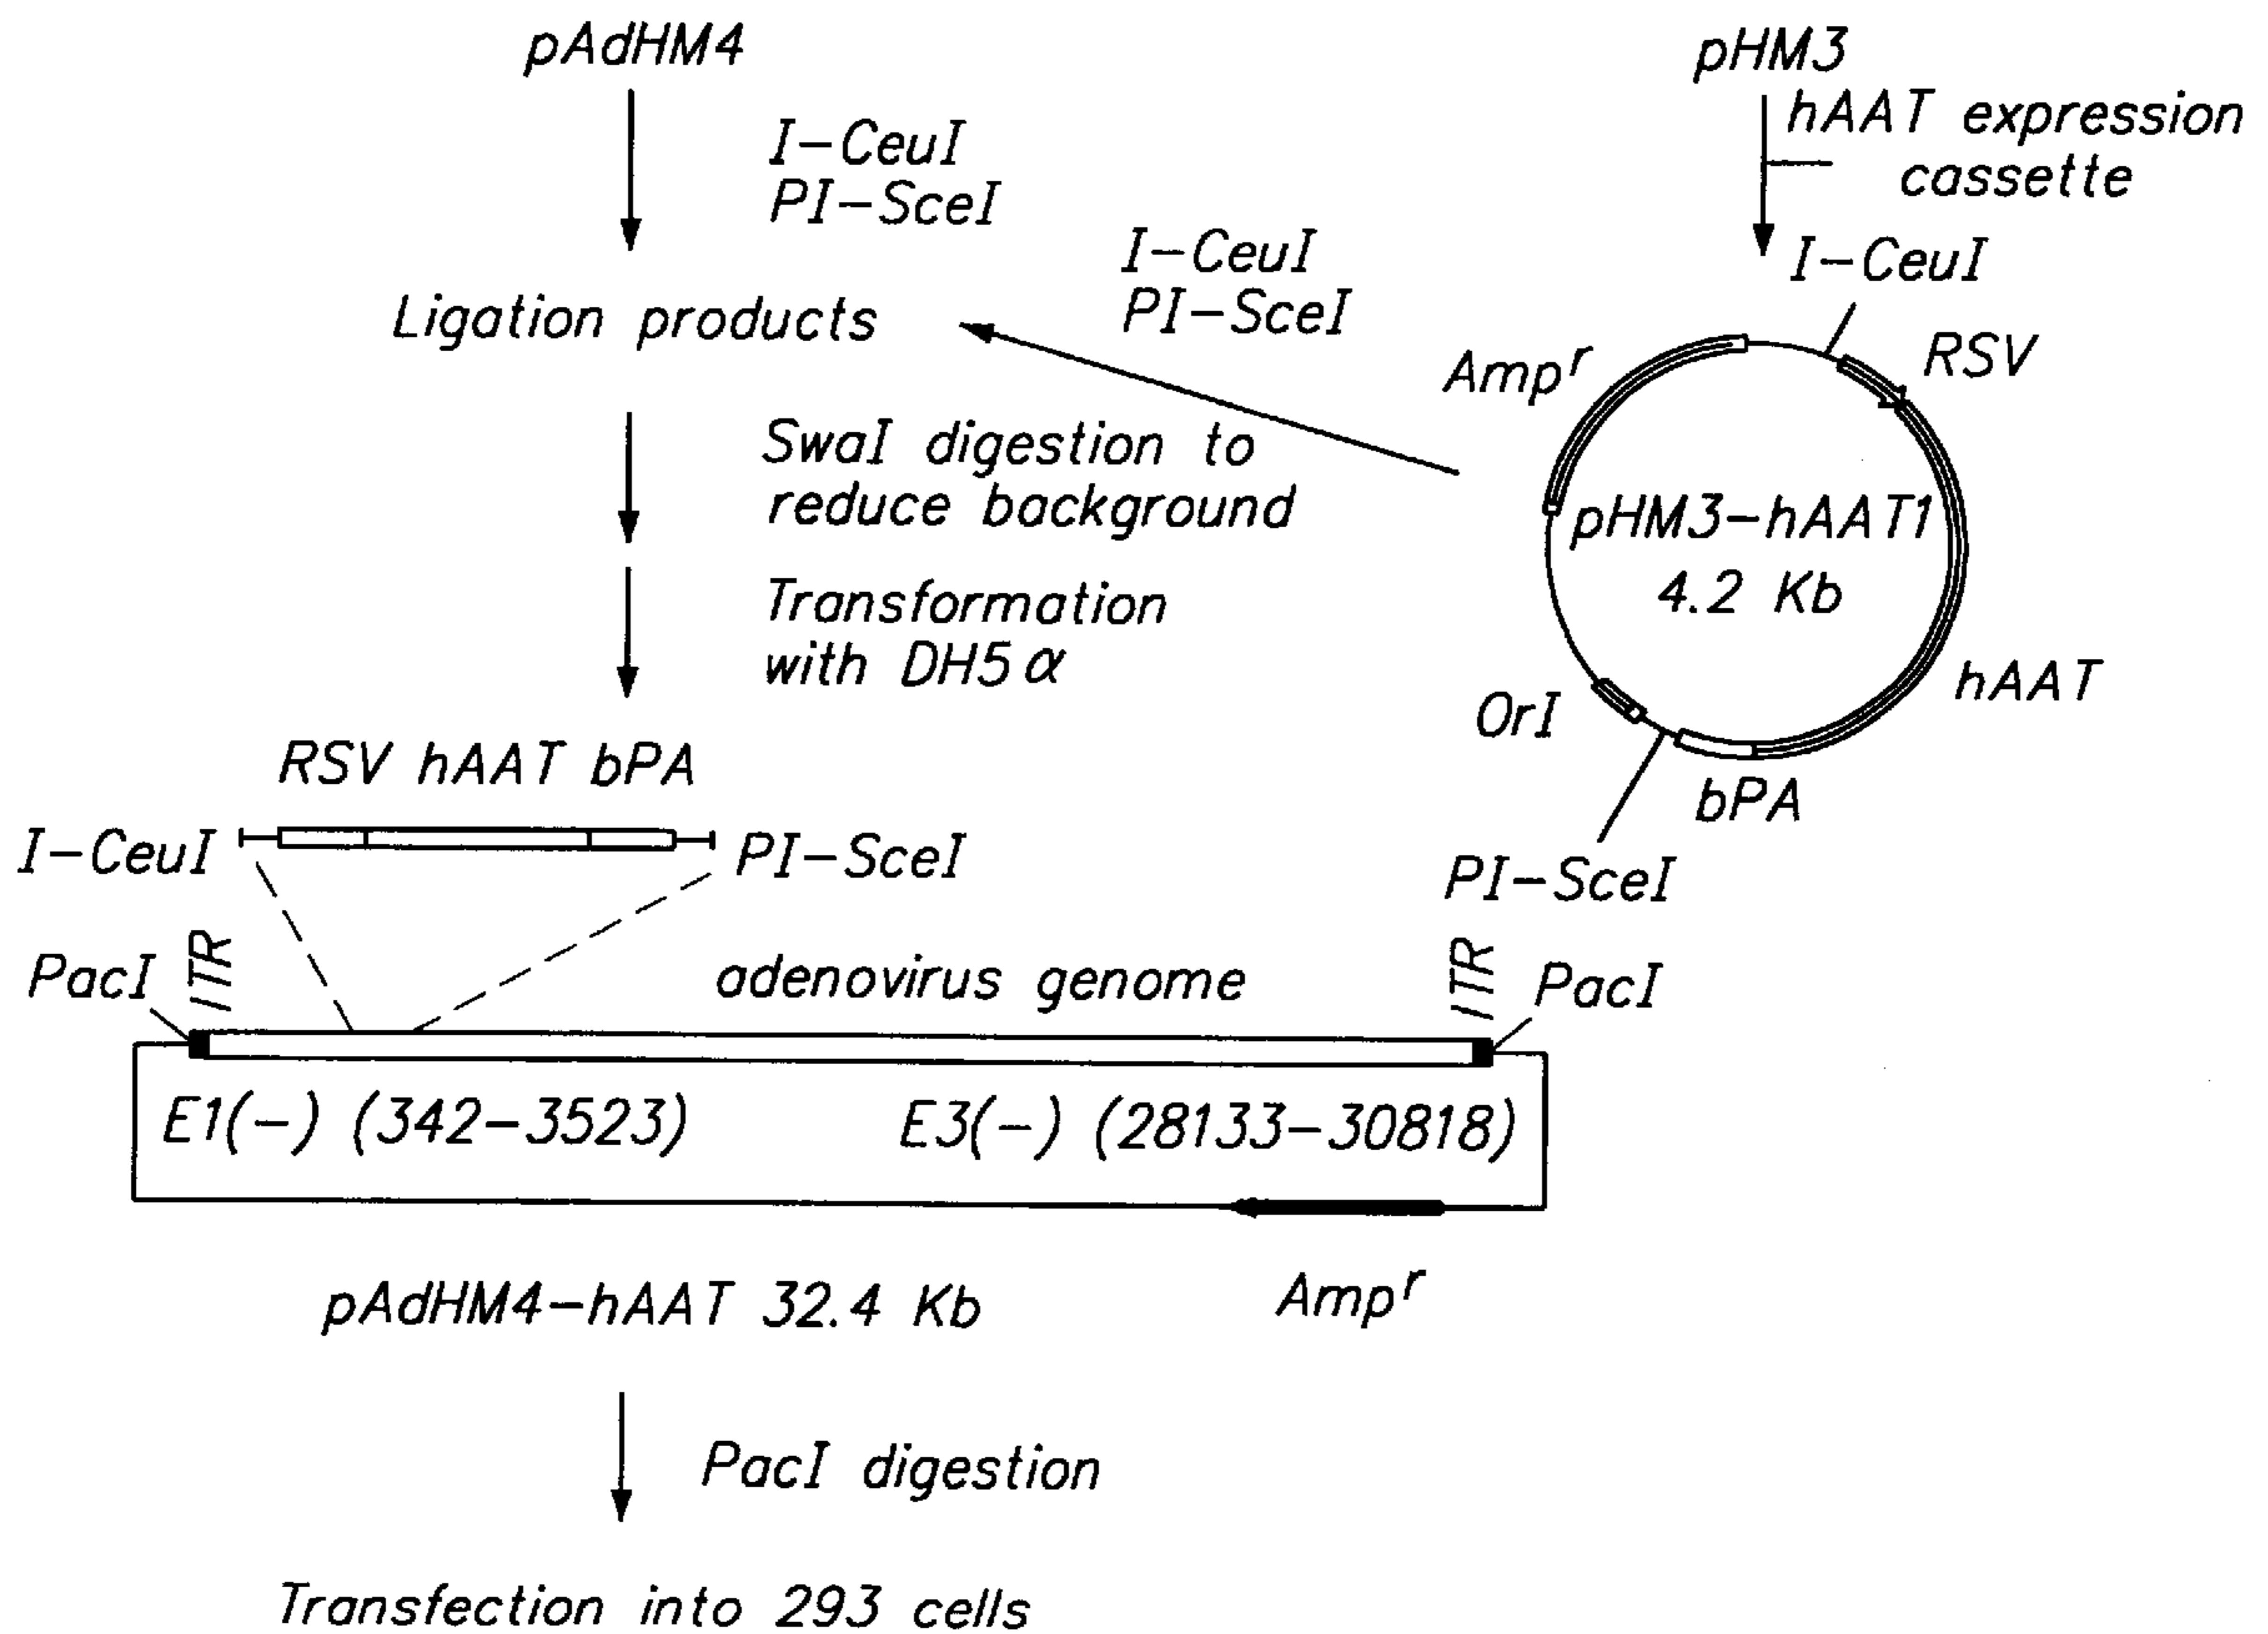 pAdHM4
I-CeuI
PI-SceI
Ligation products
I-CeuI
PI-SceI
SwaI digestion to
reduce background
Transformation
with DH5α
pHM3
hAAT expression
cassette
I-CeuI
RSV
Ampʳ
pHM3-hAAT1
4.2 Kb
hAAT
OrI
bPA
PI-SceI
RSV hAAT bPA
I-CeuI
PI-SceI
PacI
ITR
adenovirus genome
ITR
PacI
E1(-) (342-3523)
E3(-) (28133-30818)
pAdHM4-hAAT 32.4 Kb
Ampʳ
PacI digestion
Transfection into 293 cells